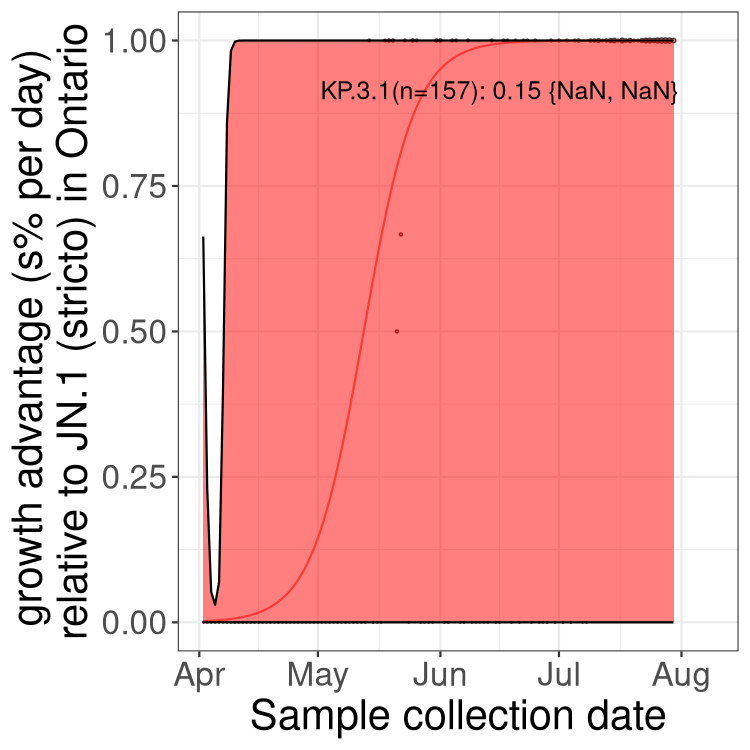 growth advantage (s% per day)
relative to JN.1 (stricto) in Ontario
1.00
0.75
0.50
0.25
0.00
KP.3.1(n=157): 0.15 {NaN, NaN}
Apr May Jun Jul Aug
Sample collection date